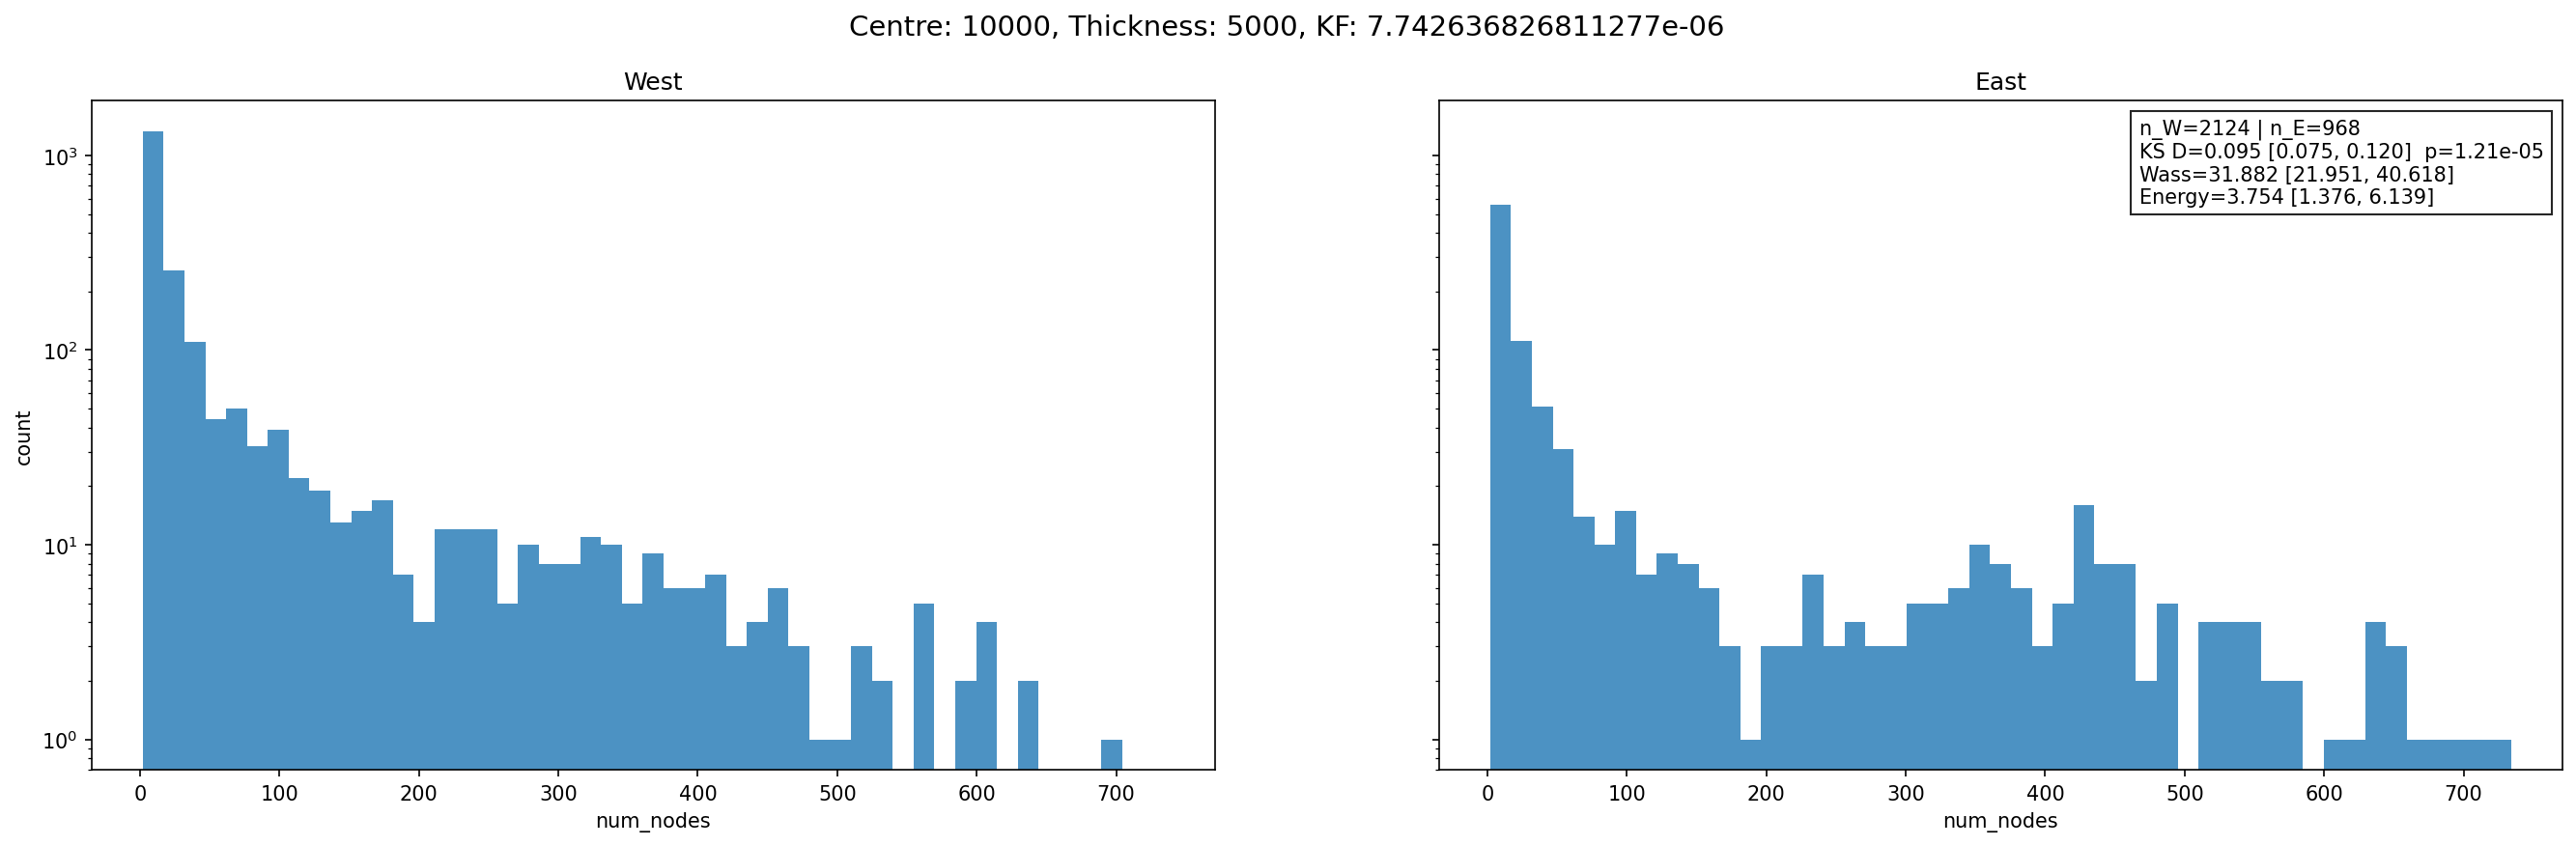 Centre: 10000, Thickness: 5000, KF: 7.742636826811277e-06
West
count
10³
10²
10¹
10⁰
0 100 200 300 400 500 600 700
num_nodes
East
n_W=2124 | n_E=968
KS D=0.095 [0.075, 0.120]  p=1.21e-05
Wass=31.882 [21.951, 40.618]
Energy=3.754 [1.376, 6.139]
0 100 200 300 400 500 600 700
num_nodes